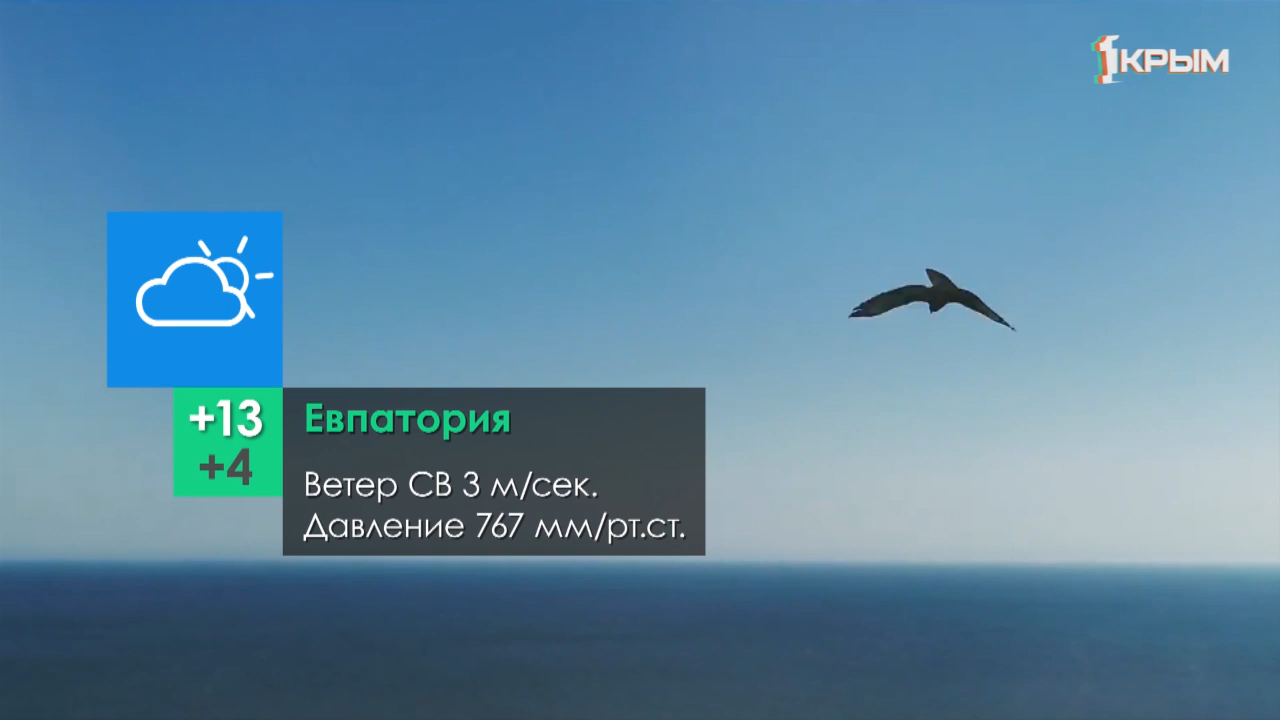 1КРЫМ
+13
+4
Евпатория
Ветер СВ 3 м/сек.
Давление 767 мм/рт.ст.